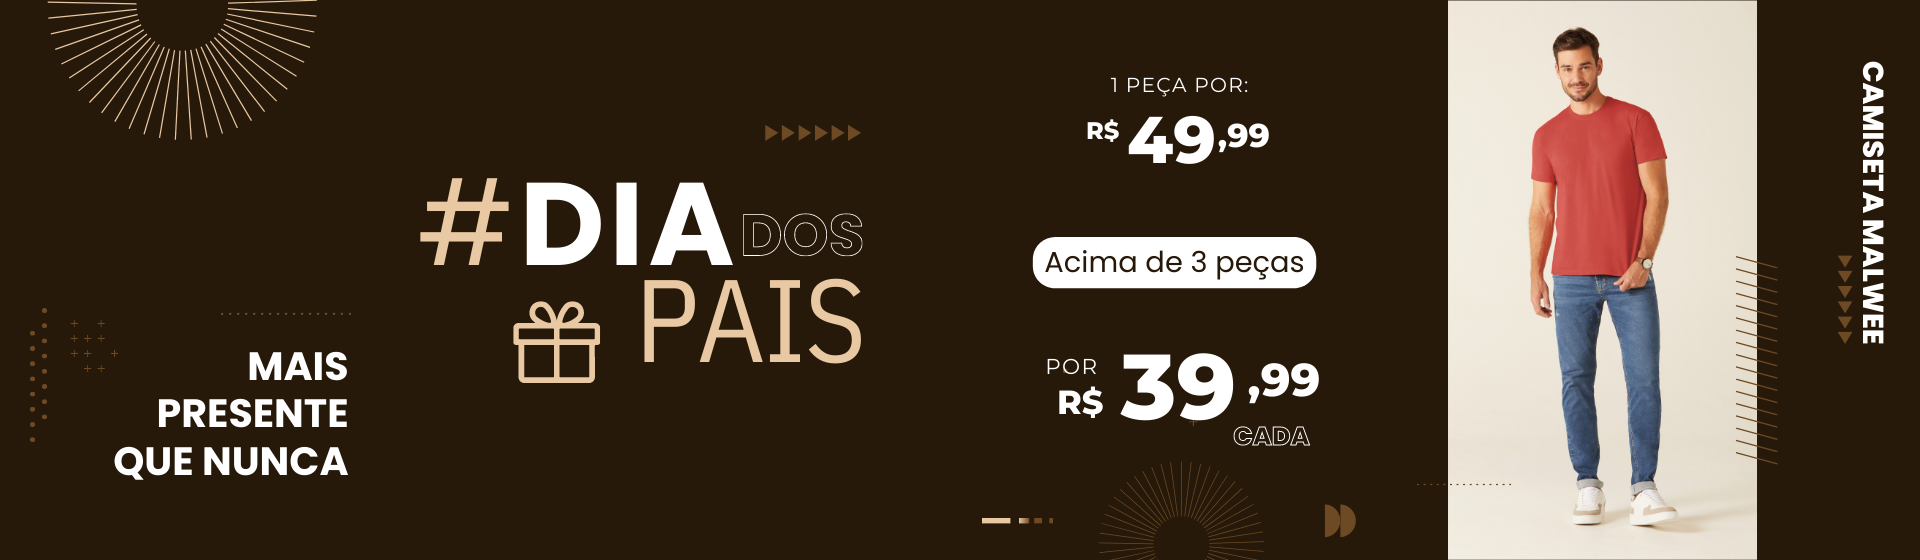 MAIS
PRESENTE
QUE NUNCA
#DIA DOS
PAIS
1 PEÇA POR:
R$ 49,99
Acima de 3 peças
POR
R$ 39,99
CADA
CAMISETA MALWEE